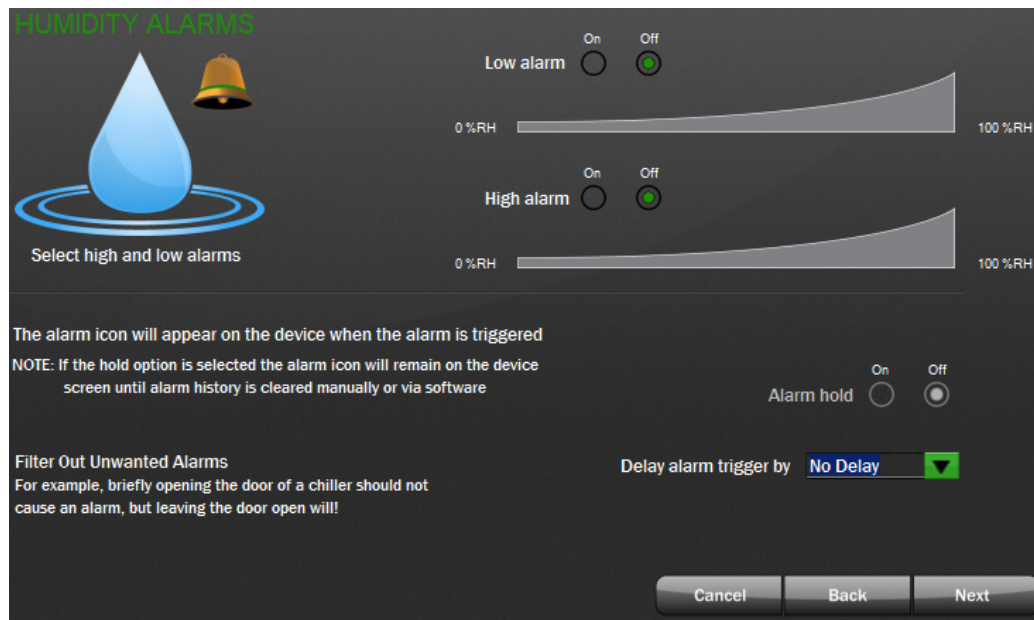 HUMIDITY ALARMS
On Off
Low alarm
0 %RH 100 %RH
On Off
High alarm
Select high and low alarms
0 %RH 100 %RH
The alarm icon will appear on the device when the alarm is triggered
NOTE: If the hold option is selected the alarm icon will remain on the device
screen until alarm history is cleared manually or via software
On Off
Alarm hold
Filter Out Unwanted Alarms
Delay alarm trigger by No Delay
For example, briefly opening the door of a chiller should not
cause an alarm, but leaving the door open will!
Cancel Back Next